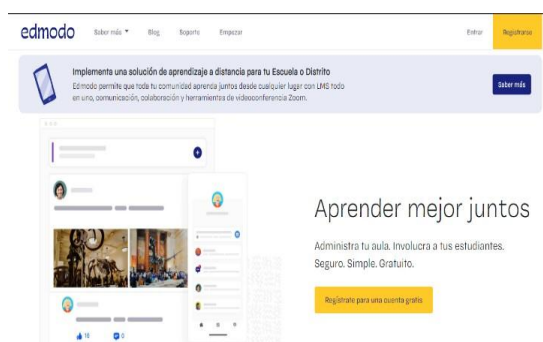 edmodo
Saber más
Blog
Soporte
Empezar
Entrar
Registrarse
Implementa una solución de aprendizaje a distancia para tu Escuela o Distrito
Edmodo permite que toda tu comunidad aprenda juntos desde cualquier lugar con LMS todo
en uno, comunicación, colaboración y herramientas de videoconferencia Zoom.
Saber más
Aprender mejor juntos
Administra tu aula. Involucra a tus estudiantes.
Seguro. Simple. Gratuito.
Regístrate para una cuenta gratis
16
5